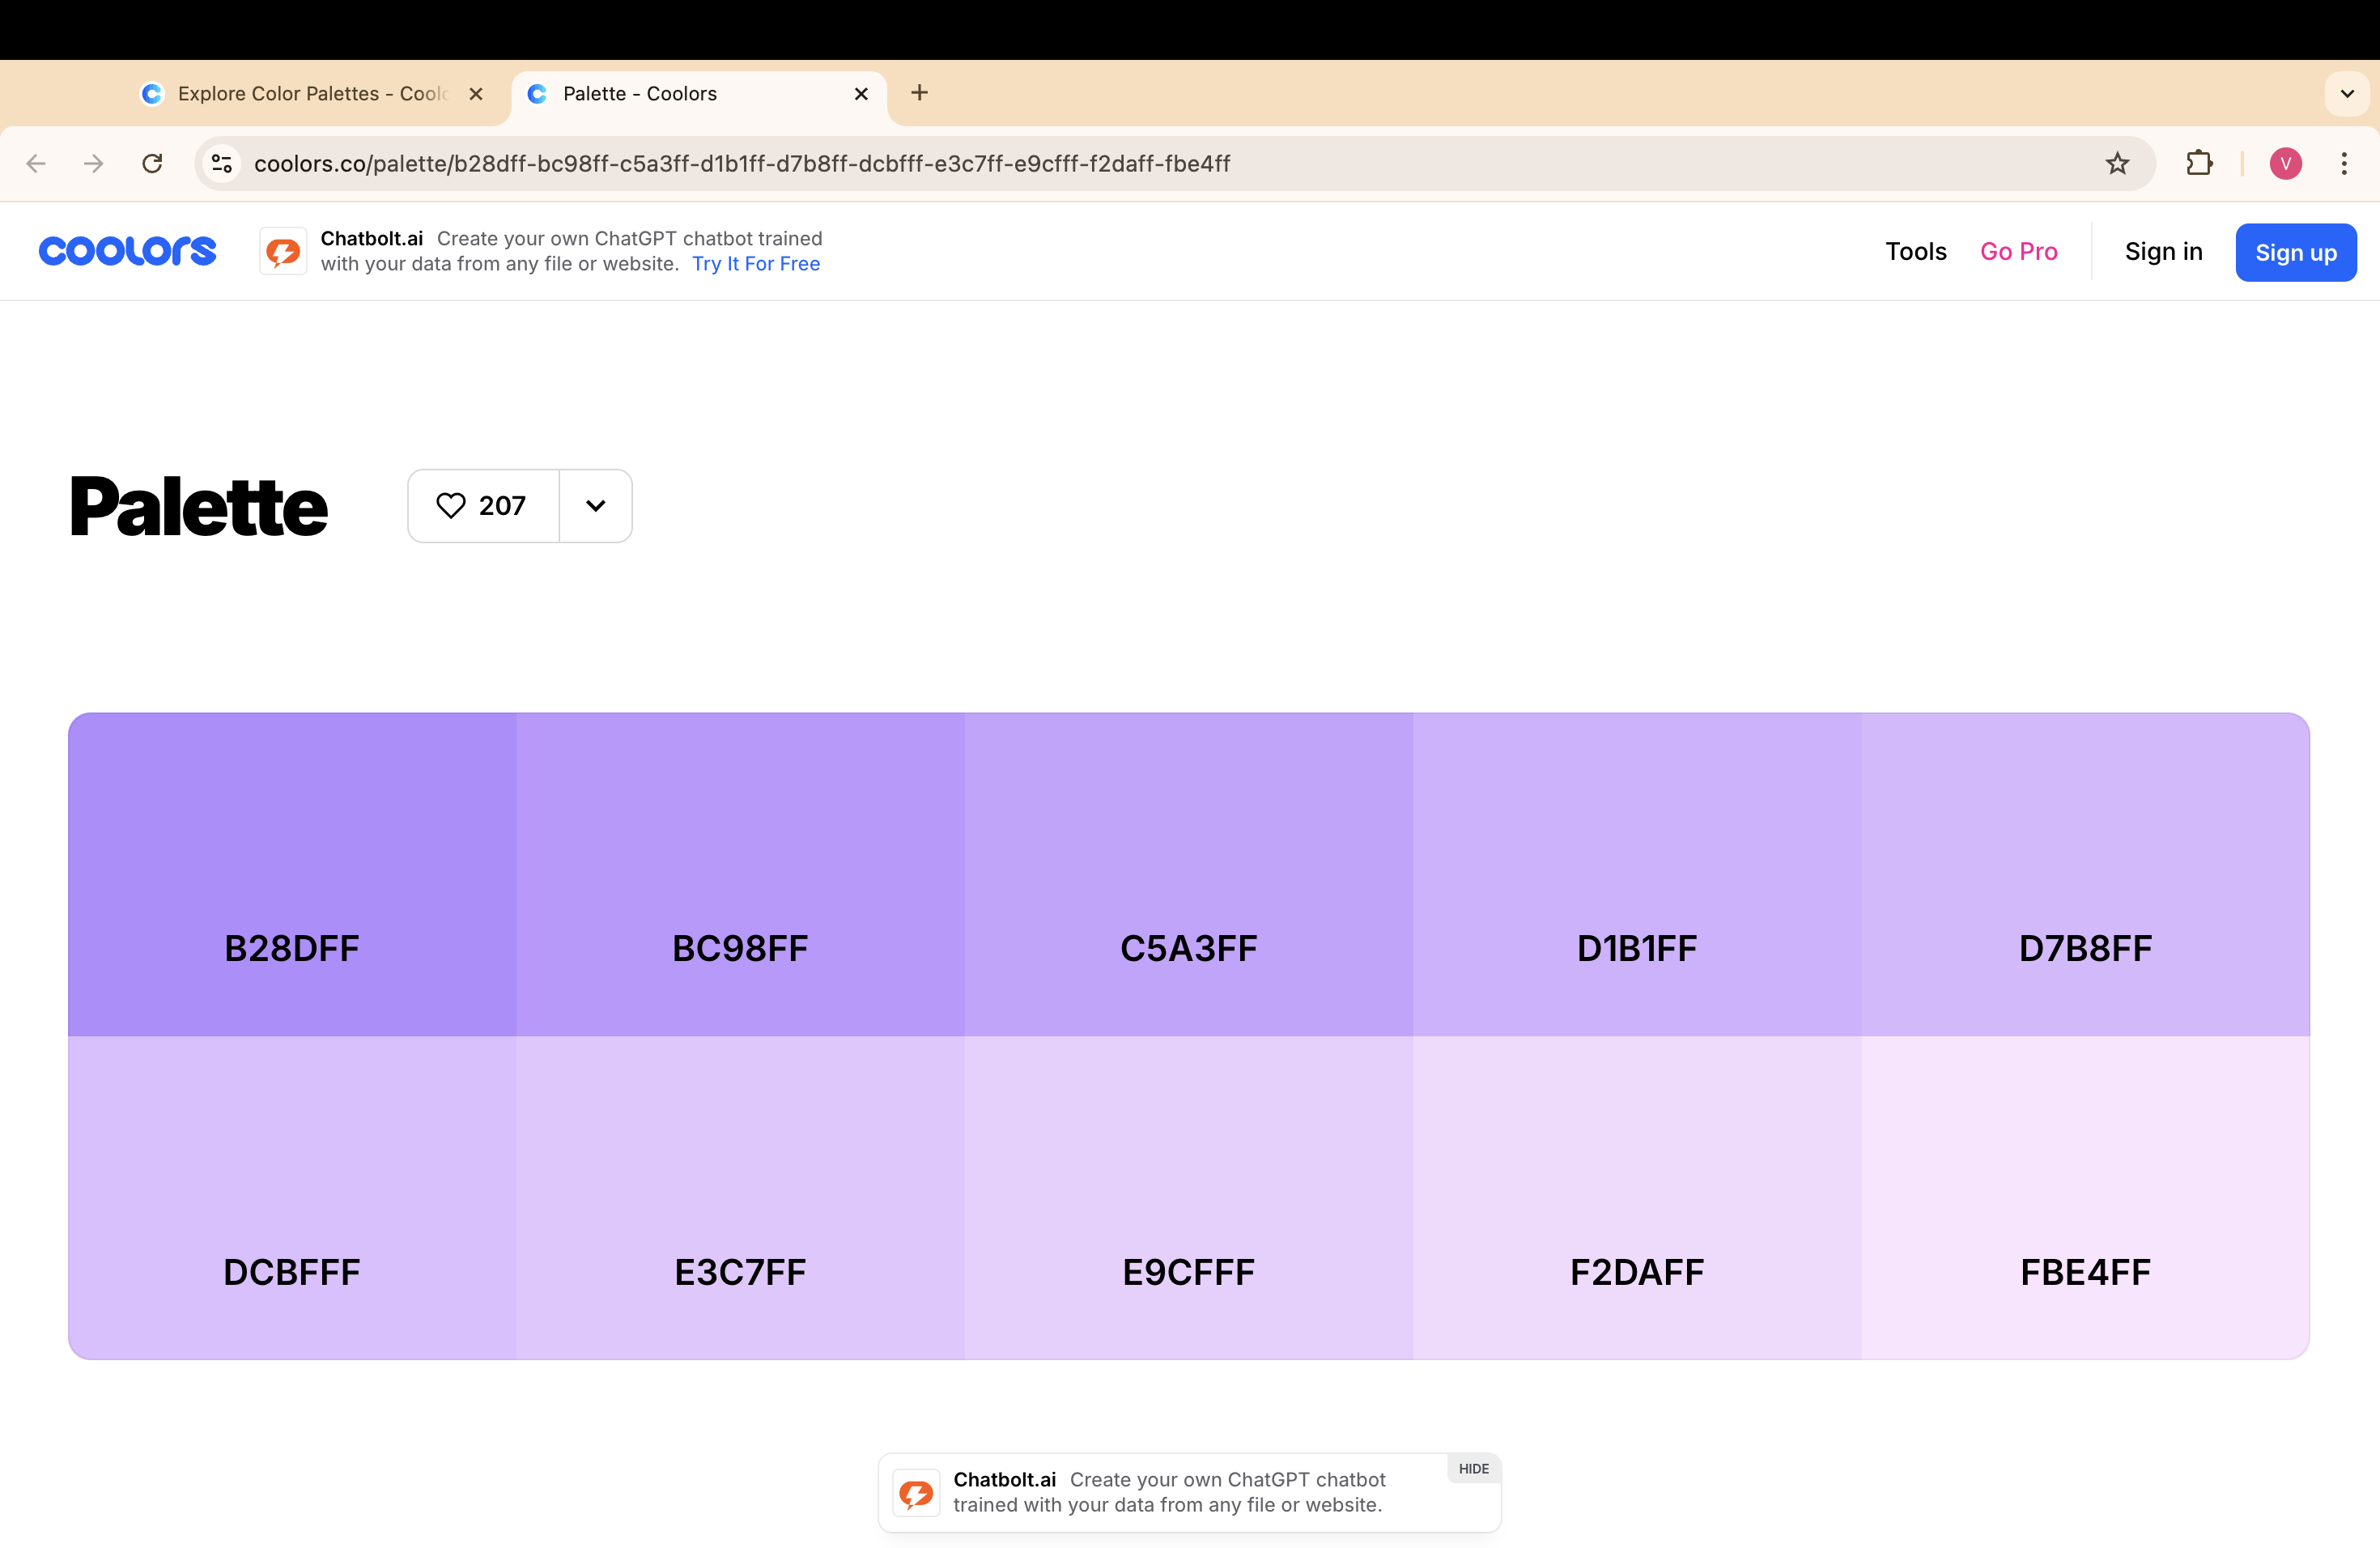 Explore Color Palettes - Coolo
Palette - Coolors
coolors.co/palette/b28dff-bc98ff-c5a3ff-d1b1ff-d7b8ff-dcbfff-e3c7ff-e9cfff-f2daff-fbe4ff
V
coolors
Chatbolt.ai Create your own ChatGPT chatbot trained
with your data from any file or website. Try It For Free
Tools
Go Pro
Sign in
Sign up
Palette
207
B28DFF
BC98FF
C5A3FF
D1B1FF
D7B8FF
DCBFFF
E3C7FF
E9CFFF
F2DAFF
FBE4FF
Chatbolt.ai Create your own ChatGPT chatbot
trained with your data from any file or website.
HIDE